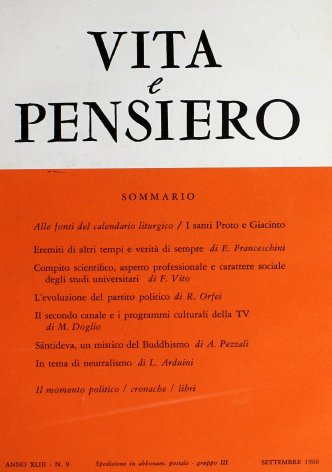 VITA
e
PENSIERO
SOMMARIO
Alle fonti del calendario liturgico / I santi Proto e Giacinto
Eremiti di altri tempi e verità di sempre di E. Franceschini
Compito scientifico, aspetto professionale e carattere sociale
degli studi universitari di F. Vito
L'evoluzione del partito politico di R. Orfei
Il secondo canale e i programmi culturali della TV
di M. Doglio
Sāntideva, un mistico del Buddhismo di A. Pezzali
In tema di neutralismo di L. Arduini
Il momento politico / cronache / libri
ANNO XLIII - N. 9 Spedizione in abbonam. postale - gruppo III SETTEMBRE 1960